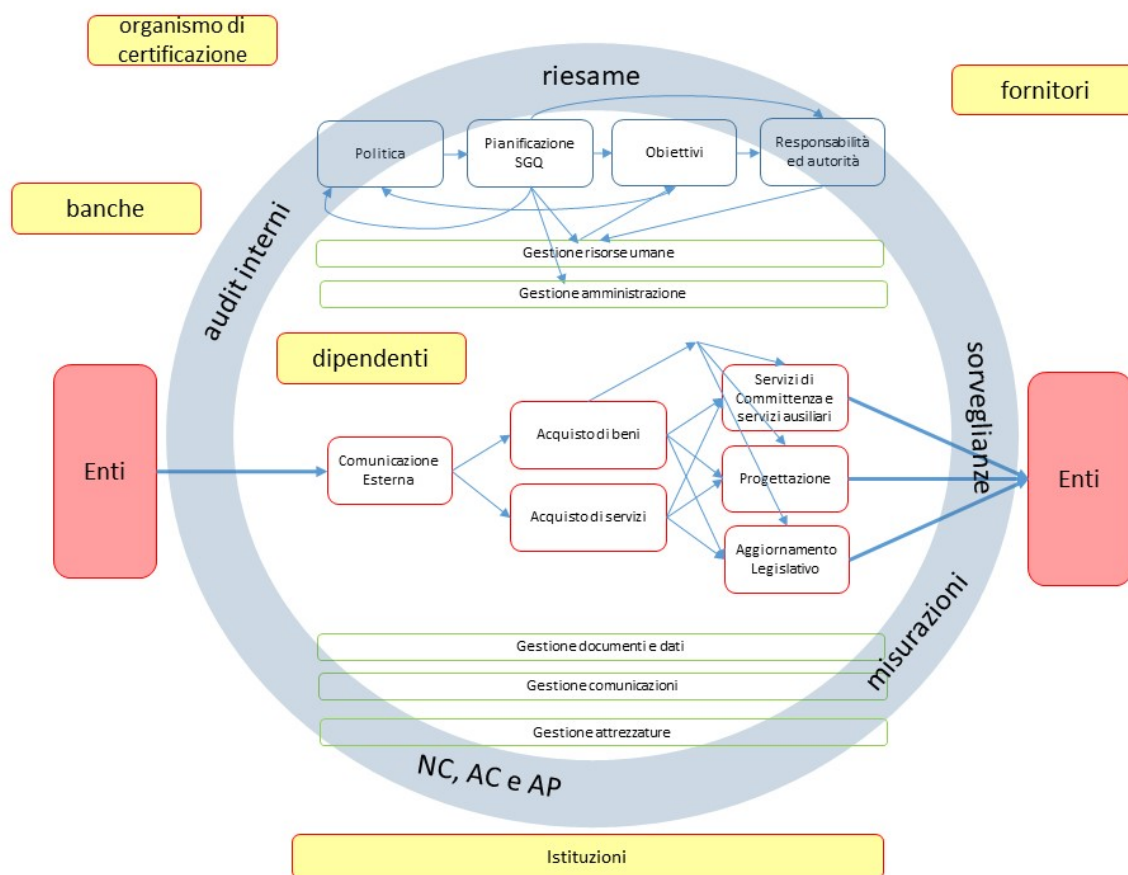 organismo di
certificazione
riesame
fornitori
Politica
Pianificazione
SGQ
Obiettivi
Responsabilità
ed autorità
banche
audit interni
Gestione risorse umane
Gestione amministrazione
dipendenti
sorveglianze
Servizi di
Committenza e
servizi ausiliari
Enti
Comunicazione
Esterna
Acquisto di beni
Progettazione
Enti
Acquisto di servizi
Aggiornamento
Legislativo
misurazioni
Gestione documenti e dati
Gestione comunicazioni
Gestione attrezzature
NC, AC e AP
Istituzioni